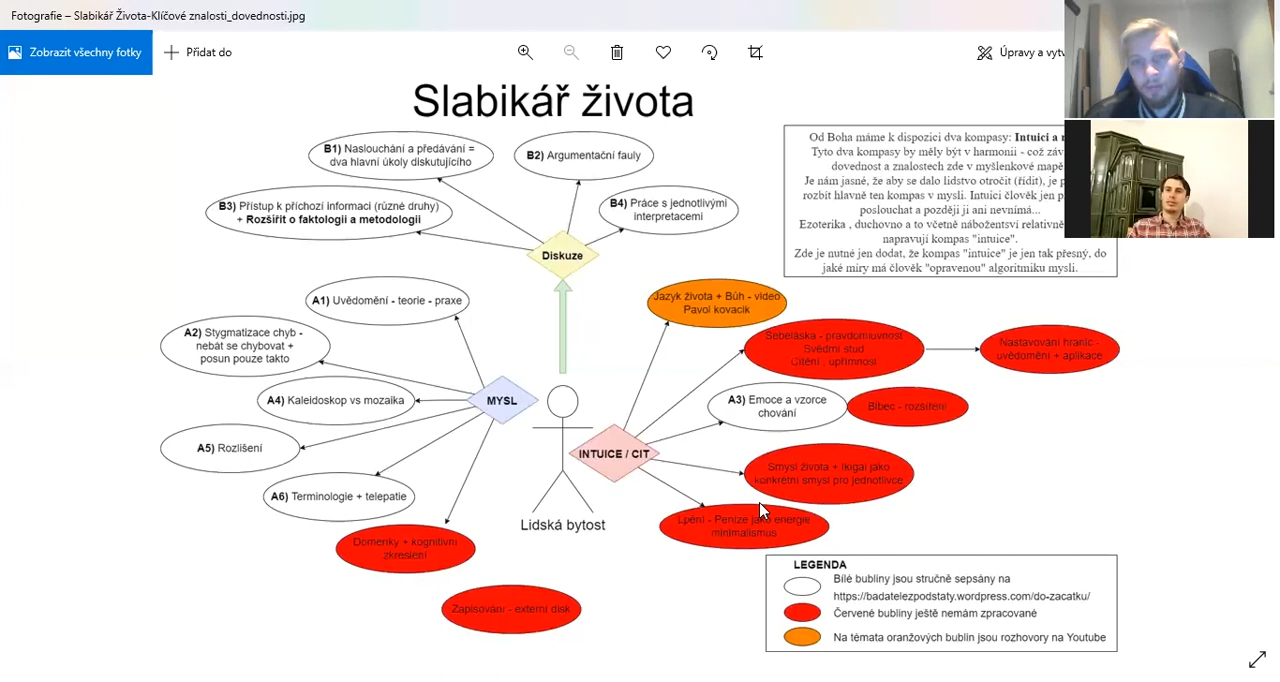 Fotografie – Slabikář Života-Klíčové znalosti_dovednosti.jpg
Zobrazit všechny fotky
Přidat do
Úpravy a
Slabikář života
Od Boha máme k dispozici dva kompasy: Intuici a
Tyto dva kompasy by měly být v harmonii - což
dovednost a znalostech zde v myšlenkové
Je nám jasné, že aby se dalo lidstvo otročit (řídit), je
rozbít hlavně ten kompas v mysli. Intuici člověk jen
poslouchat a později ji ani nevnímá...
Ezoterika , duchovno a to včetně náboženství
napravují kompas "intuice".
Zde je nutné jen dodat, že kompas "intuice" je jen tak přesný, do
jaké míry má člověk "opravenou" algoritmiku mysli.
B1) Naslouchání a předávání =
dva hlavní úkoly diskutujícího
B2) Argumentační fauly
B3) Přístup k příchozí informaci (různé druhy)
+ Rozšířit o faktologii a metodologii
B4) Práce s jednotlivými
interpretacemi
Diskuze
A1) Uvědomění - teorie - praxe
A2) Stygmatizace chyb -
nebát se chybovat +
posun pouze takto
A4) Kaleidoskop vs mozaika
A5) Rozlišení
A6) Terminologie + telepatie
Doměnky + kognitivní
zkreslení
Zapisování - externí disk
MYSL
INTUICE / CIT
Lidská bytost
Jazyk života + Bůh - video
Pavol kovacik
Sebeláska - pravdomluvnost
Svědmí stud
Cítění , upřímnost
Nastavování hranic -
uvědomění + aplikace
A3) Emoce a vzorce
chování
Blbec - rozšíření
Smysl života + Ikigai jako
konkrétní smysl pro jednotlivce
Lpění - Peníze jako energie
minimalismus
LEGENDA
Bílé bubliny jsou stručně sepsány na
https://badatelezpodstaty.wordpress.com/do-zacatku/
Červené bubliny ještě nemám zpracované
Na témata oranžových bublin jsou rozhovory na Youtube